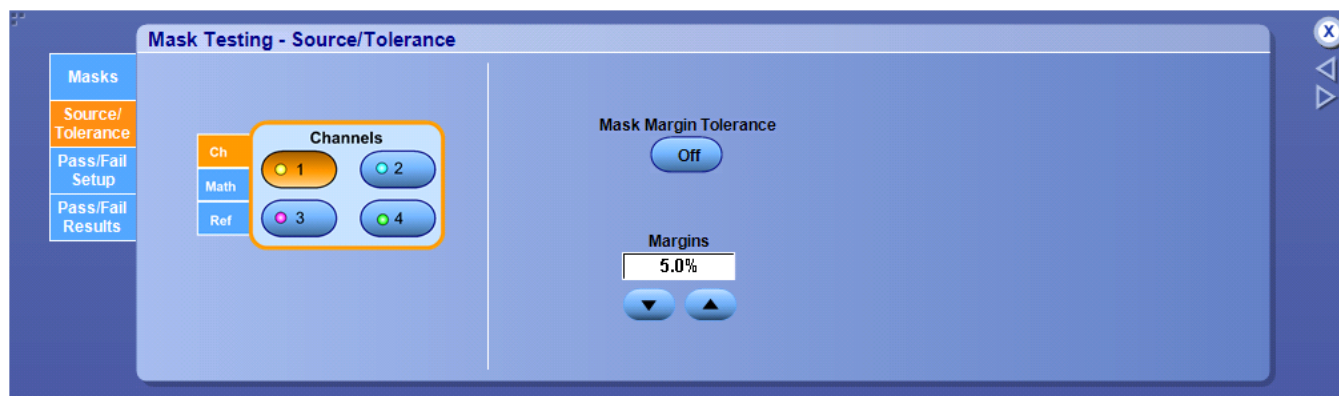 Mask Testing - Source/Tolerance
X
Masks
Source/
Tolerance
Pass/Fail
Setup
Pass/Fail
Results
Ch
Math
Ref
Channels
1
2
3
4
Mask Margin Tolerance
Off
Margins
5.0%